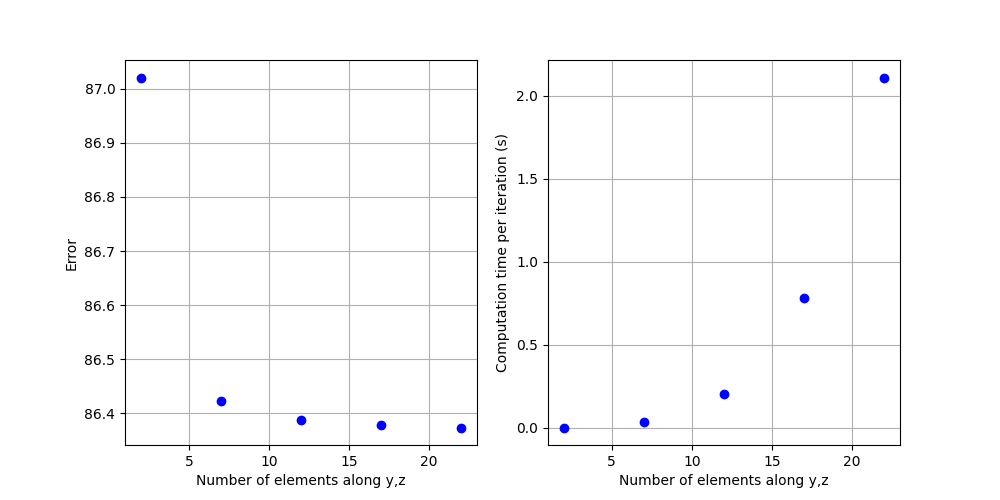 87.0
86.9
86.8
86.7
86.6
86.5
86.4
Error
5 10 15 20
Number of elements along y,z
2.0
1.5
1.0
0.5
0.0
Computation time per iteration (s)
5 10 15 20
Number of elements along y,z